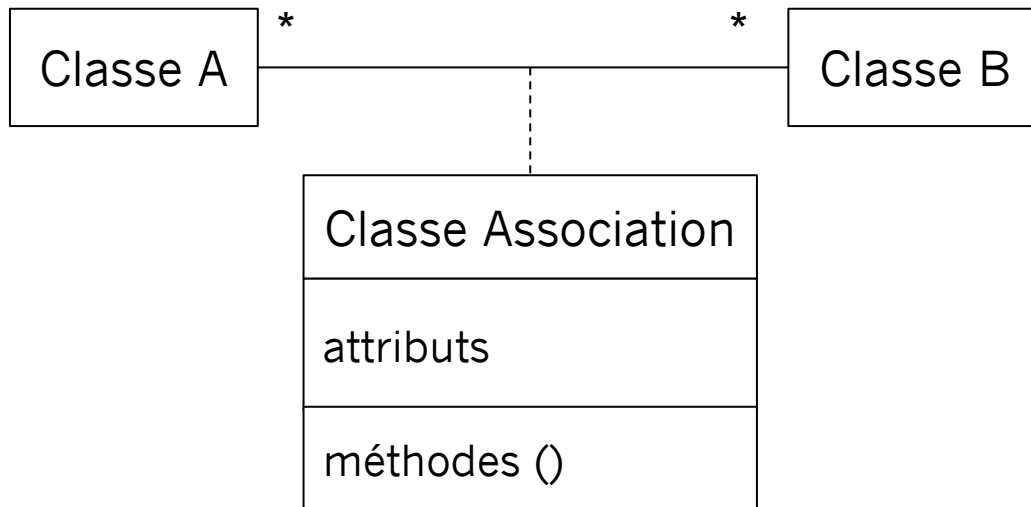 * *
Classe A Classe B
Classe Association
attributs
méthodes ()